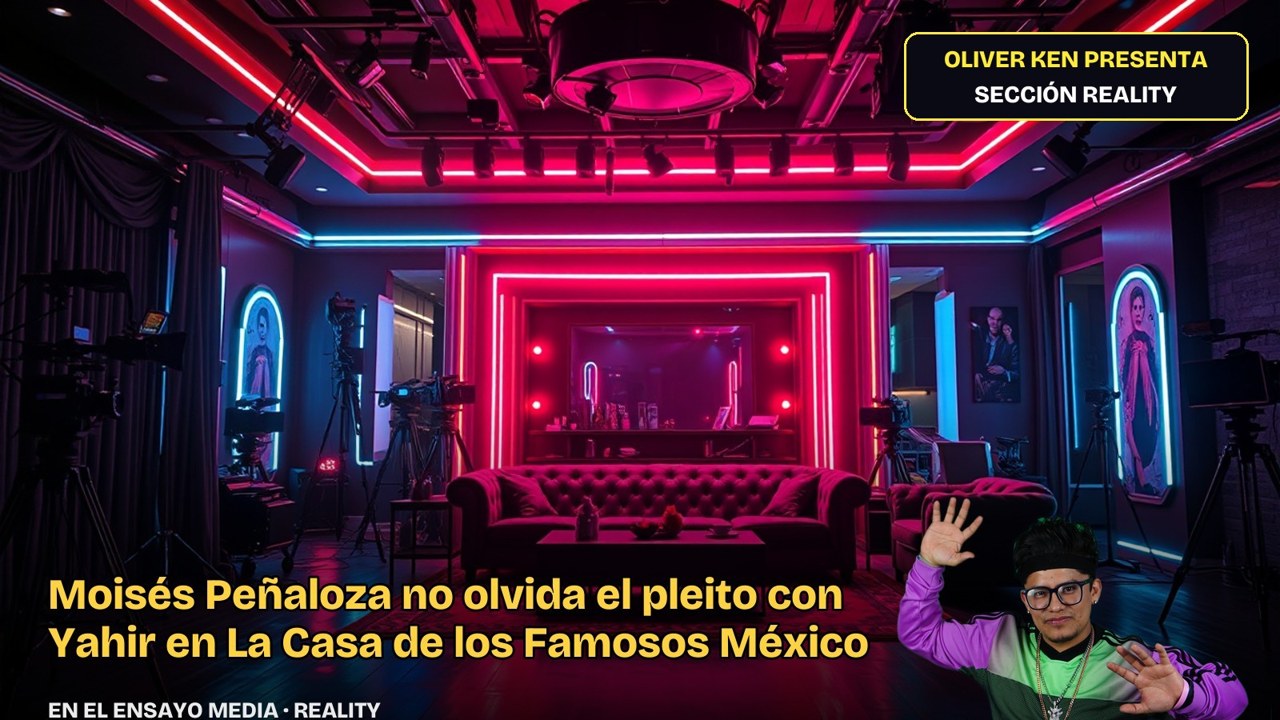 OLIVER KEN PRESENTA
SECCIÓN REALITY
Moisés Peñaloza no olvida el pleito con
Yahir en La Casa de los Famosos México
EN EL ENSAYO MEDIA · REALITY